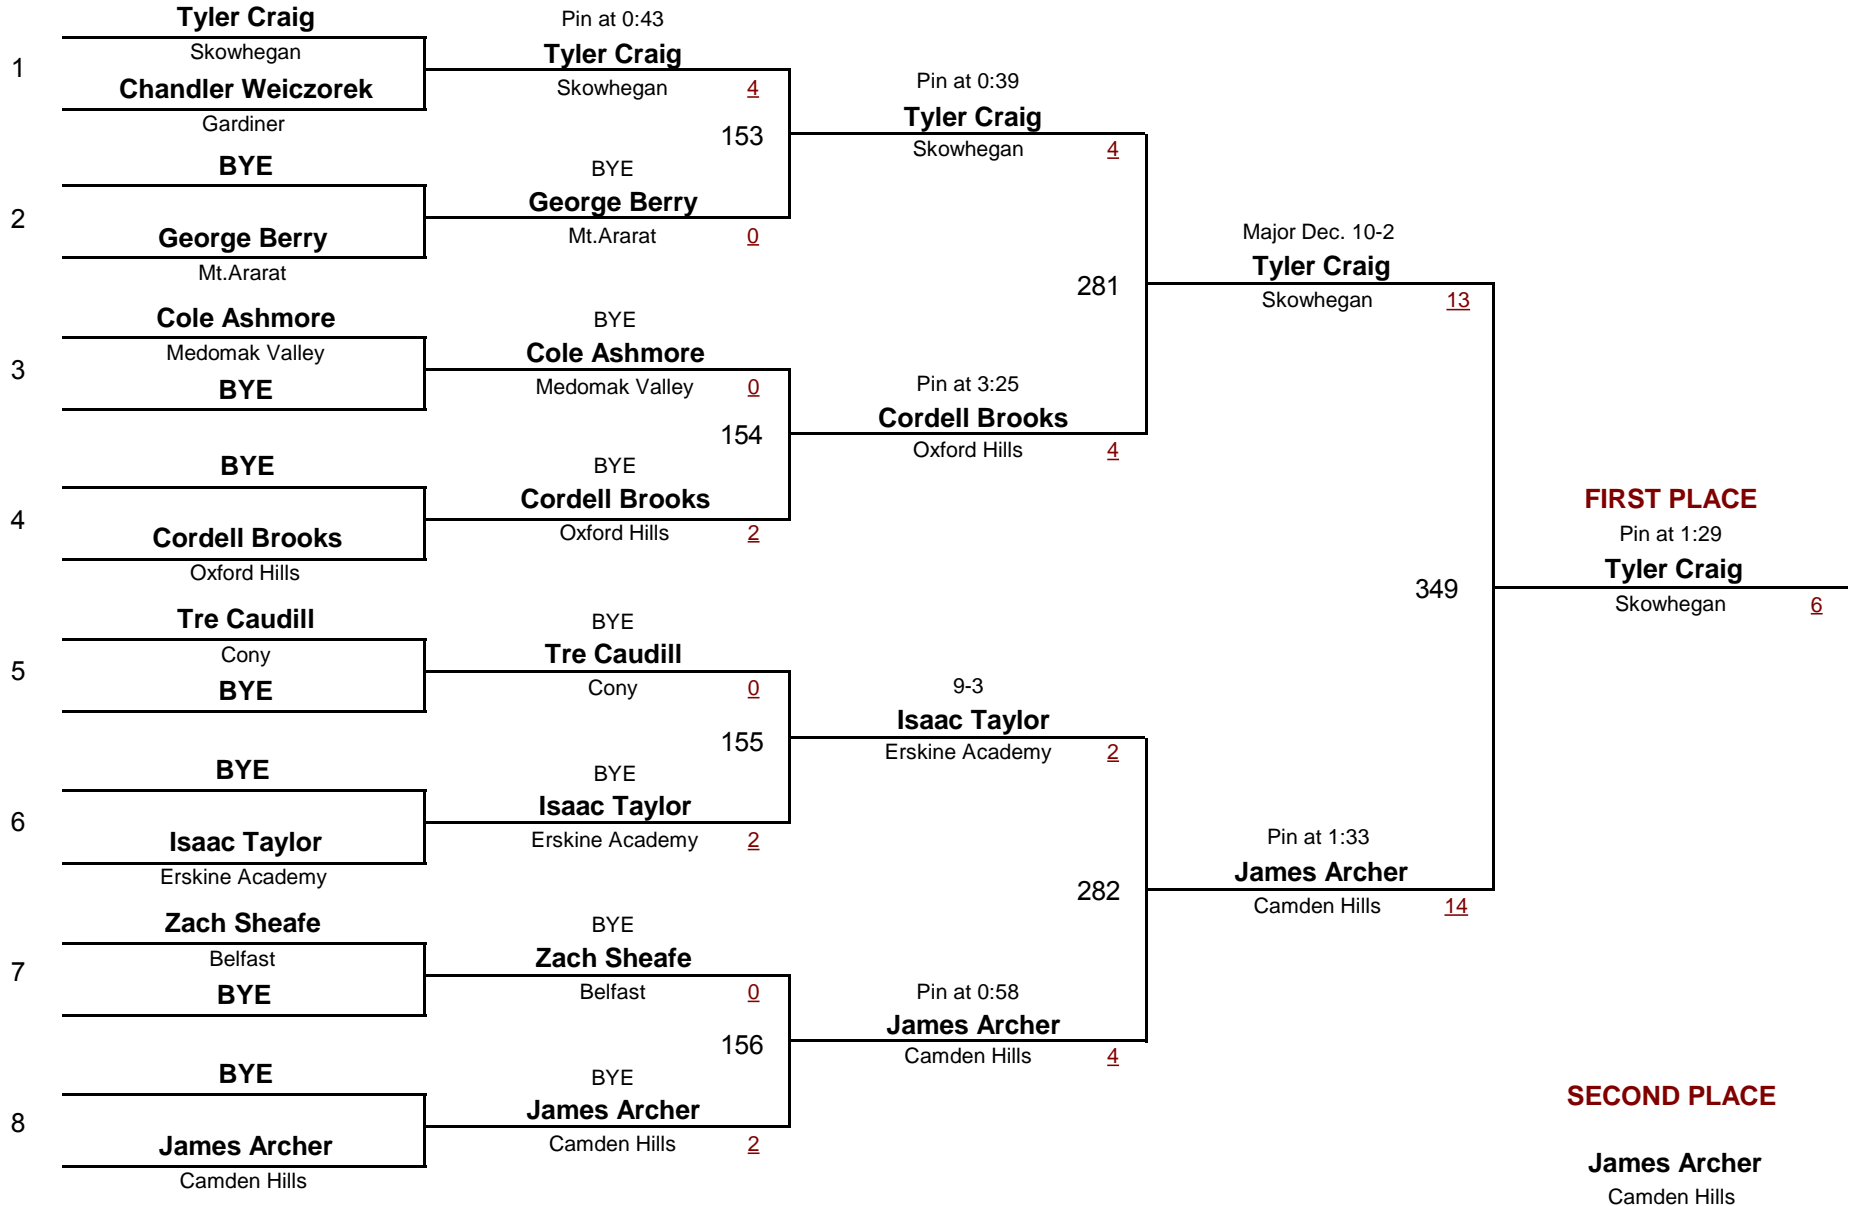 Tyler Craig
Skowhegan
1
Chandler Weiczorek
Gardiner
BYE
2
George Berry
Mt.Ararat
Cole Ashmore
Medomak Valley
3
BYE
BYE
4
Cordell Brooks
Oxford Hills
Tre Caudill
Cony
5
BYE
BYE
6
Isaac Taylor
Erskine Academy
Zach Sheafe
Belfast
7
BYE
BYE
8
James Archer
Camden Hills
Pin at 0:43
Tyler Craig
Skowhegan 4
153
BYE
George Berry
Mt.Ararat 0
BYE
Cole Ashmore
Medomak Valley 0
154
BYE
Cordell Brooks
Oxford Hills 2
BYE
Tre Caudill
Cony 0
155
BYE
Isaac Taylor
Erskine Academy 2
BYE
Zach Sheafe
Belfast 0
156
BYE
James Archer
Camden Hills 2
Pin at 0:39
Tyler Craig
Skowhegan 4
281
Pin at 3:25
Cordell Brooks
Oxford Hills 4
9-3
Isaac Taylor
Erskine Academy 2
282
Pin at 0:58
James Archer
Camden Hills 4
Major Dec. 10-2
Tyler Craig
Skowhegan 13
349
Pin at 1:33
James Archer
Camden Hills 14
FIRST PLACE
Pin at 1:29
Tyler Craig
Skowhegan 6
SECOND PLACE
James Archer
Camden Hills